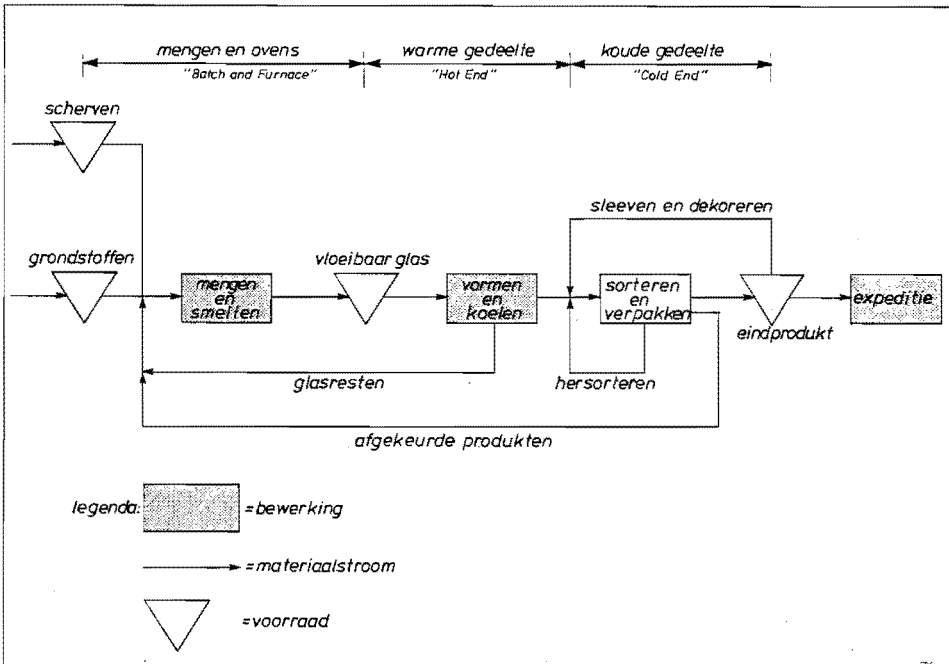 mengen en ovens
"Batch and Furnace"
warme gedeelte
"Hot End"
koude gedeelte
"Cold End"
scherven
grondstoffen
mengen
en
smelten
vloeibaar glas
vormen
en
koelen
sleeven en dekoreren
sorteren
en
verpakken
eindprodukt
expeditie
glasresten
hersorteren
afgekeurde produkten
legenda:
=bewerking
=materiaalstroom
=voorraad